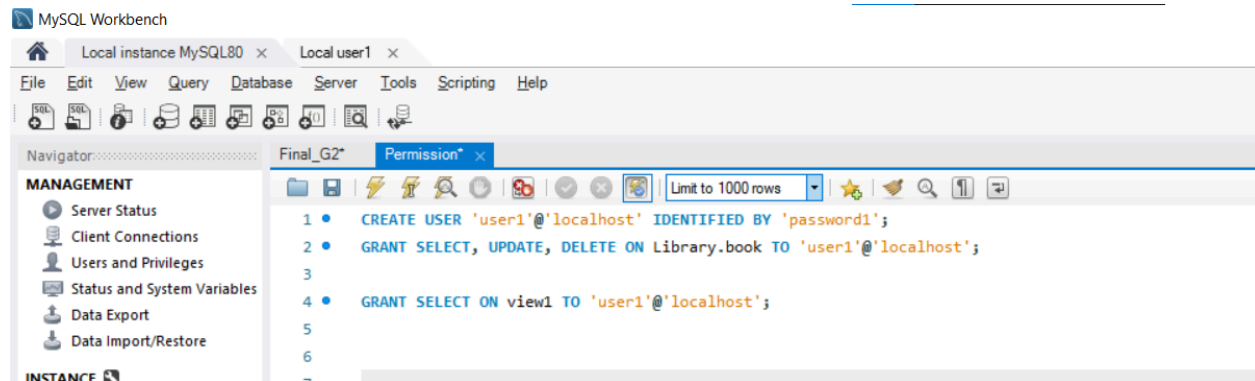 MySQL Workbench
Local instance MySQL80 × Local user1 ×
File Edit View Query Database Server Tools Scripting Help
SQL SQL
Navigator Final_G2* Permission* ×
MANAGEMENT
Limit to 1000 rows
Server Status
1 CREATE USER 'user1'@'localhost' IDENTIFIED BY 'password1';
Client Connections
2 GRANT SELECT, UPDATE, DELETE ON Library.book TO 'user1'@'localhost';
Users and Privileges
3
Status and System Variables
4 GRANT SELECT ON view1 TO 'user1'@'localhost';
Data Export
5
Data Import/Restore
6
INSTANCE